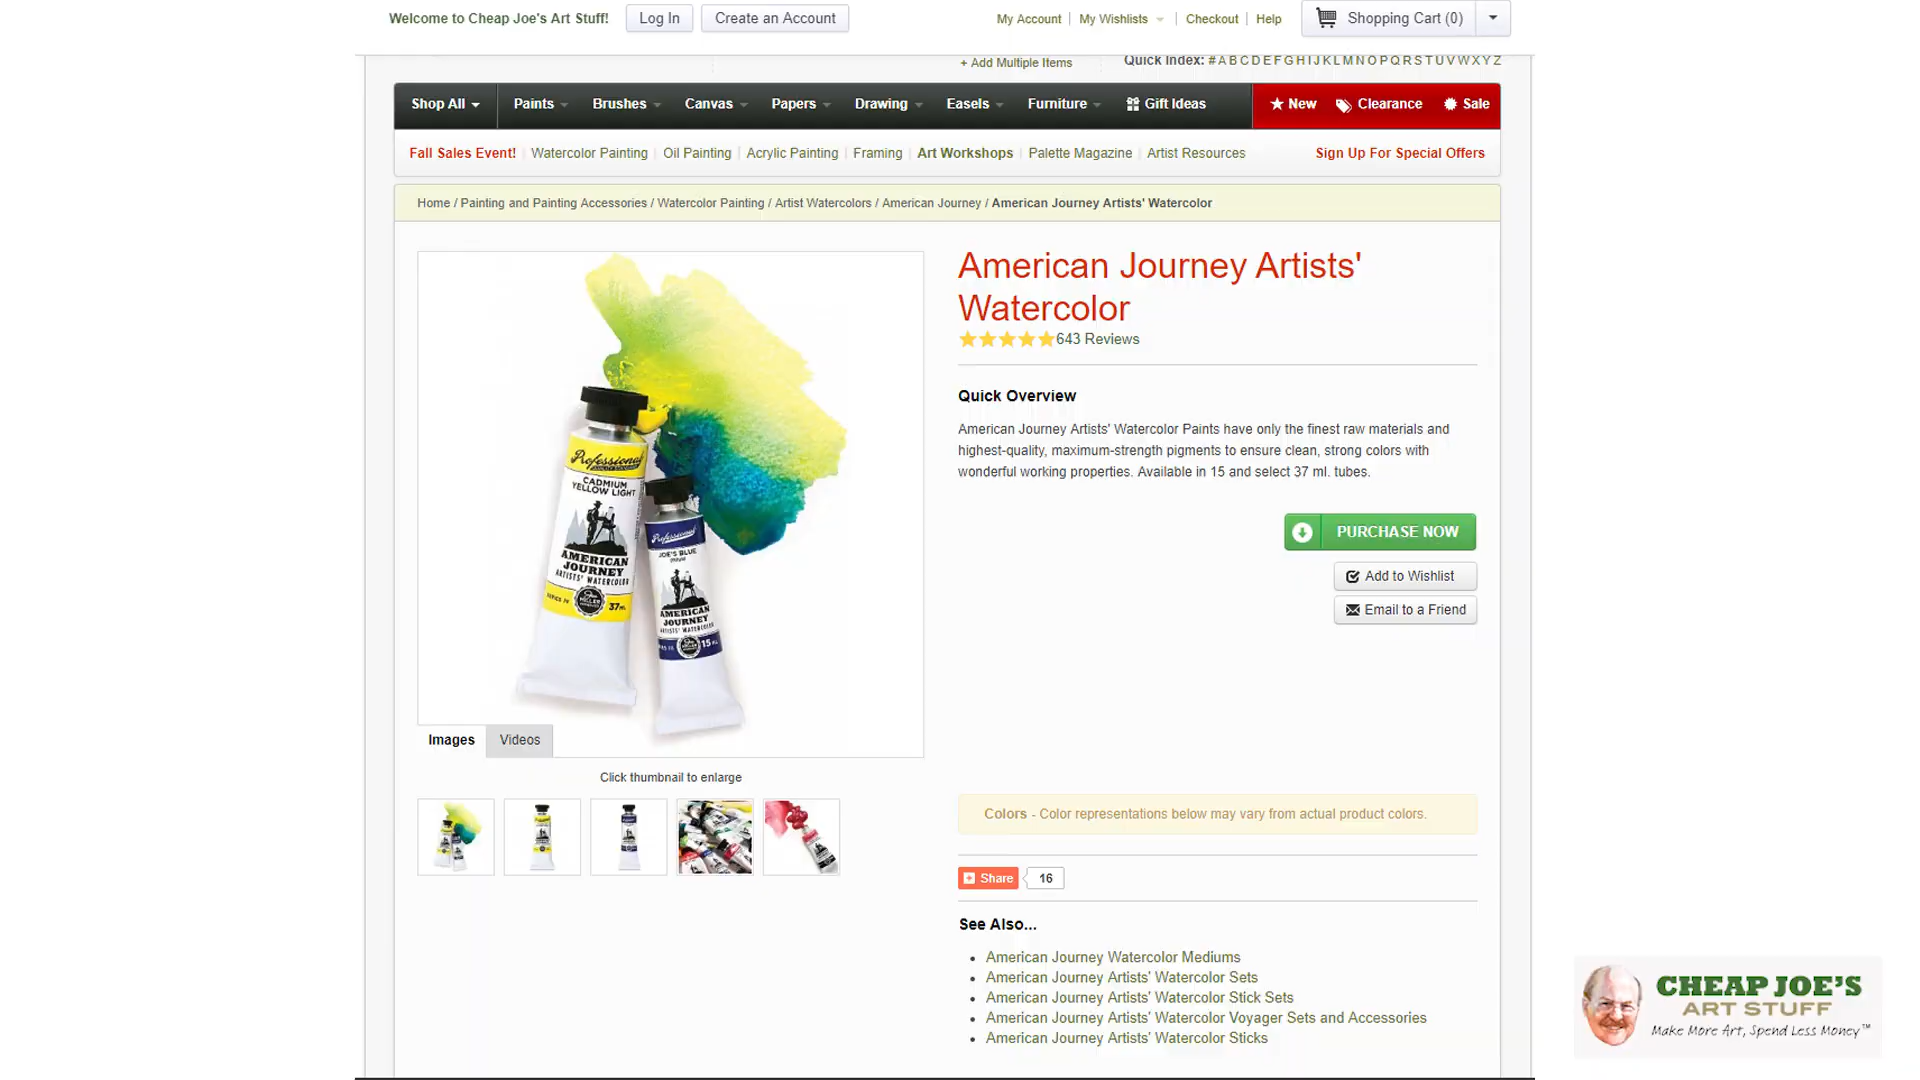 Welcome to Cheap Joe's Art Stuff! Log In Create an Account My Account My Wishlists Checkout Help Shopping Cart (0)
+ Add Multiple Items Quick Index: # A B C D E F G H I J K L M N O P Q R S T U V W X Y Z
Shop All Paints Brushes Canvas Papers Drawing Easels Furniture Gift Ideas New Clearance Sale
Fall Sales Event! Watercolor Painting Oil Painting Acrylic Painting Framing Art Workshops Palette Magazine Artist Resources Sign Up For Special Offers
Home / Painting and Painting Accessories / Watercolor Painting / Artist Watercolors / American Journey / American Journey Artists' Watercolor
American Journey Artists'
Watercolor
643 Reviews
Quick Overview
American Journey Artists' Watercolor Paints have only the finest raw materials and
highest-quality, maximum-strength pigments to ensure clean, strong colors with
wonderful working properties. Available in 15 and select 37 ml. tubes.
PURCHASE NOW
Add to Wishlist
Email to a Friend
Professional
CADMIUM
YELLOW LIGHT
AMERICAN
JOURNEY
ARTISTS' WATERCOLOR
37ml
Professional
JOE'S BLUE
AMERICAN
JOURNEY
ARTISTS' WATERCOLOR
Images Videos
Click thumbnail to enlarge
Colors - Color representations below may vary from actual product colors.
Share 16
See Also...
American Journey Watercolor Mediums
American Journey Artists' Watercolor Sets
American Journey Artists' Watercolor Stick Sets
American Journey Artists' Watercolor Voyager Sets and Accessories
American Journey Artists' Watercolor Sticks
CHEAP JOE'S
ART STUFF
Make More Art, Spend Less Money™